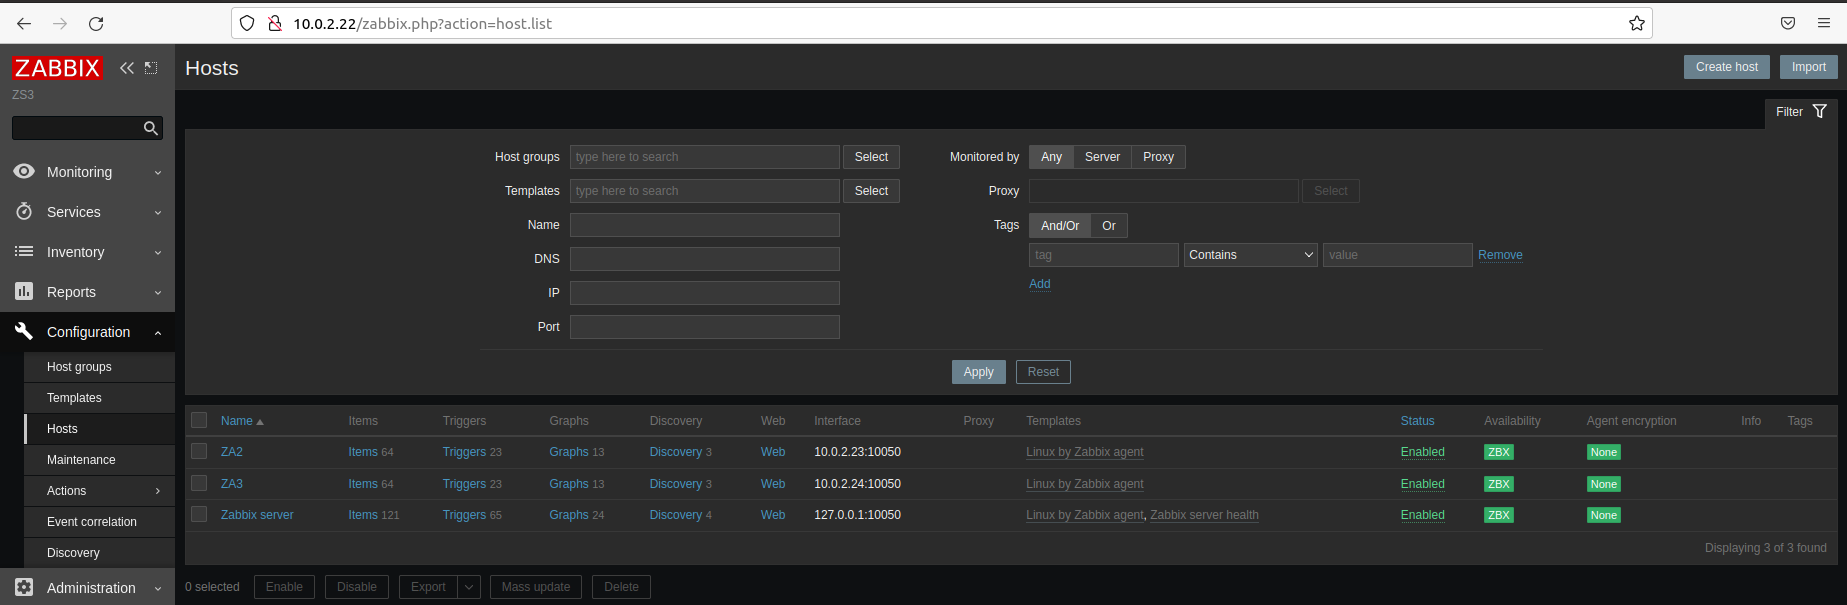 10.0.2.22/zabbix.php?action=host.list
ZABBIX
ZS3
Monitoring
Services
Inventory
Reports
Configuration
Host groups
Templates
Hosts
Maintenance
Actions
Event correlation
Discovery
Administration
Hosts
Create host Import
Filter
Host groups type here to search Select
Templates type here to search Select
Name
DNS
IP
Port
Monitored by Any Server Proxy
Proxy Select
Tags And/Or Or
tag Contains value Remove
Add
Apply Reset
Name Items Triggers Graphs Discovery Web Interface Proxy Templates Status Availability Agent encryption Info Tags
ZA2 Items 64 Triggers 23 Graphs 13 Discovery 3 Web 10.0.2.23:10050 Linux by Zabbix agent Enabled ZBX None
ZA3 Items 64 Triggers 23 Graphs 13 Discovery 3 Web 10.0.2.24:10050 Linux by Zabbix agent Enabled ZBX None
Zabbix server Items 121 Triggers 65 Graphs 24 Discovery 4 Web 127.0.0.1:10050 Linux by Zabbix agent, Zabbix server health Enabled ZBX None
Displaying 3 of 3 found
0 selected Enable Disable Export Mass update Delete